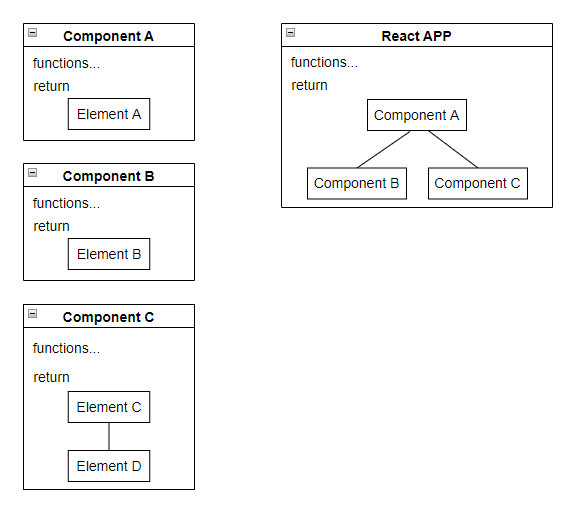 Component A
functions...
return
Element A
Component B
functions...
return
Element B
Component C
functions...
return
Element C
Element D
React APP
functions...
return
Component A
Component B
Component C